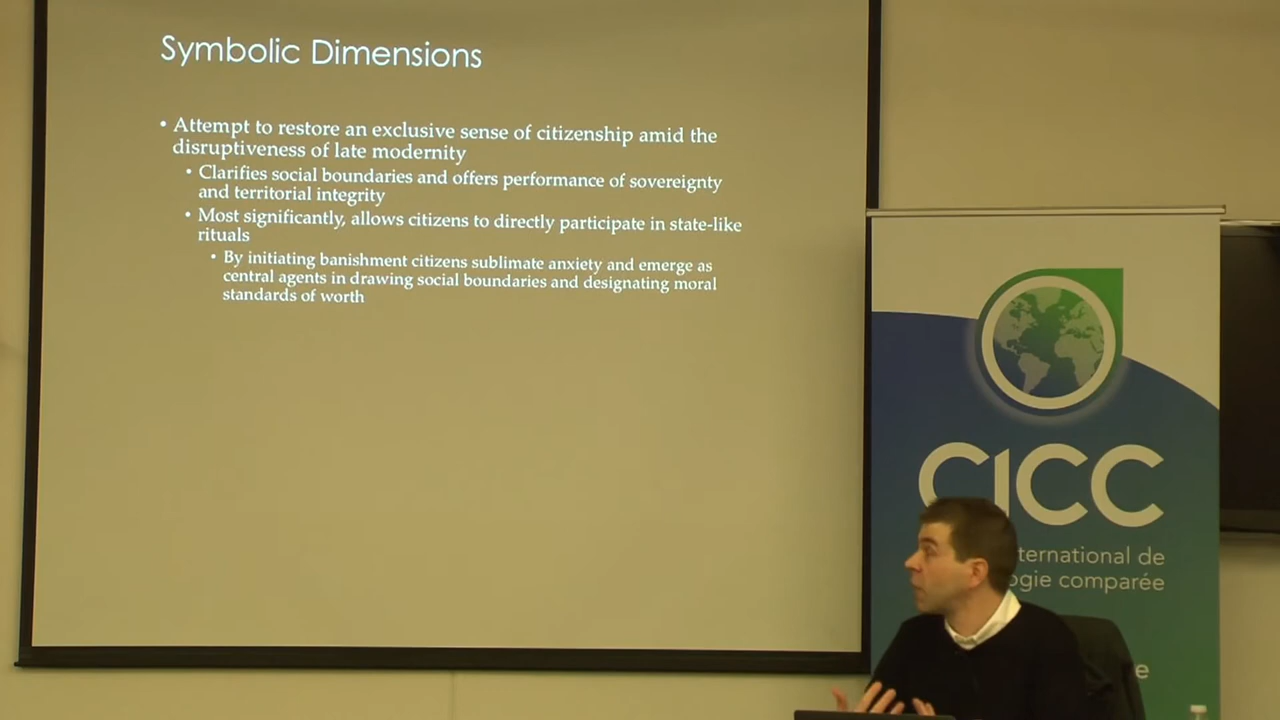 Symbolic Dimensions
• Attempt to restore an exclusive sense of citizenship amid the
disruptiveness of late modernity
• Clarifies social boundaries and offers performance of sovereignty
and territorial integrity
• Most significantly, allows citizens to directly participate in state-like
rituals
• By initiating banishment citizens sublimate anxiety and emerge as
central agents in drawing social boundaries and designating moral
standards of worth
CICC
ternational de
ogie comparée
e